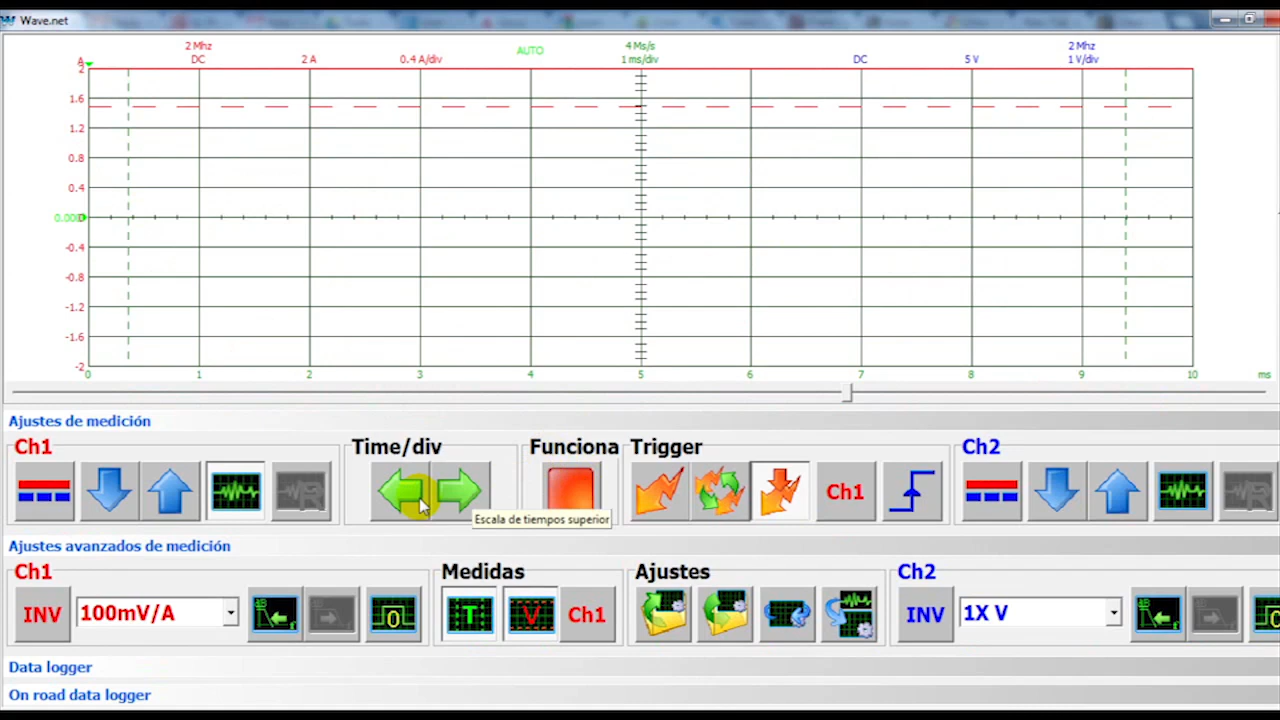 Wave.net
2 Mhz 4 Ms/s 2 Mhz
DC 2 A 0.4 A/div AUTO 1 ms/div DC 5 V 1 V/div
A
2
1.6
1.2
0.8
0.4
0.000
-0.4
-0.8
-1.2
-1.6
-2
0 1 2 3 4 5 6 7 8 9 10 ms
Ajustes de medición
Ch1 Time/div Funciona Trigger Ch2
R Ch1 R
Escala de tiempos superior
Ajustes avanzados de medición
Ch1 Medidas Ajustes Ch2
INV 100mV/A 0 T V Ch1 INV 1X V
Data logger
On road data logger